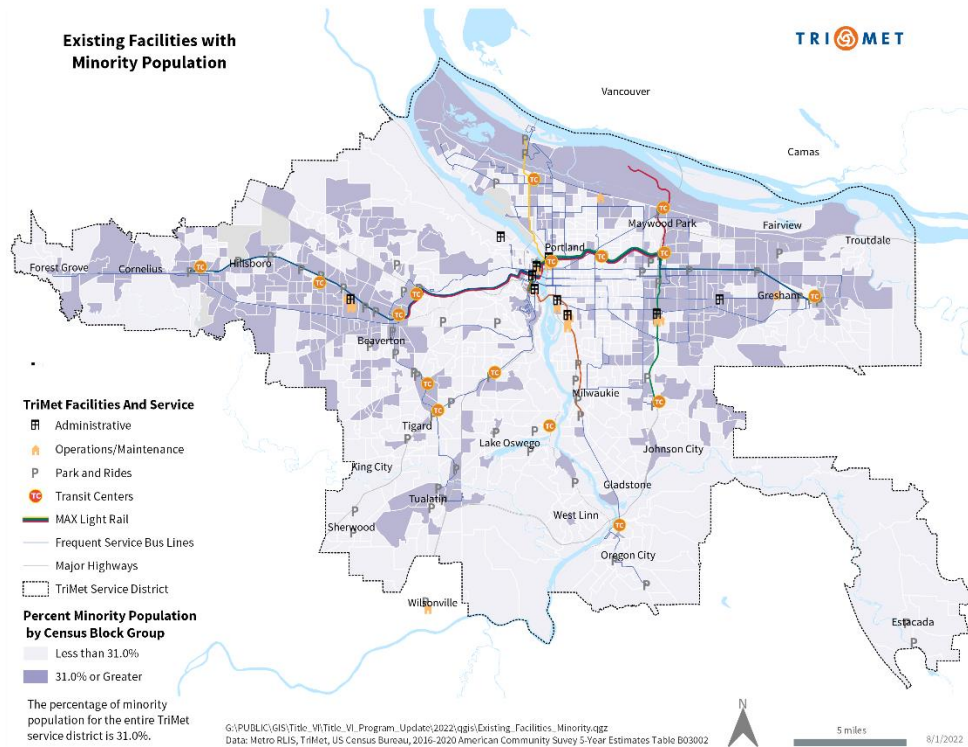 Existing Facilities with
Minority Population
TRI MET
Vancouver
Camas
Maywood Park
Fairview
Troutdale
Portland
Forest Grove
Cornelius
Hillsboro
Gresham
Beaverton
Milwaukie
Tigard
Lake Oswego
Johnson City
King City
Gladstone
Tualatin
West Linn
Sherwood
Oregon City
Wilsonville
Estacada
TriMet Facilities And Service
Administrative
Operations/Maintenance
P Park and Rides
TC Transit Centers
MAX Light Rail
Frequent Service Bus Lines
Major Highways
TriMet Service District
Percent Minority Population
by Census Block Group
Less than 31.0%
31.0% or Greater
The percentage of minority
population for the entire TriMet
service district is 31.0%.
G:\PUBLIC\GIS\Title_VI\Title_VI_Program_Update\2022\qgis\Existing_Facilities_Minority.qgz
Data: Metro RLIS, TriMet, US Census Bureau, 2016-2020 American Community Suvey 5-Year Estimates Table B03002
N
5 miles
8/1/2022